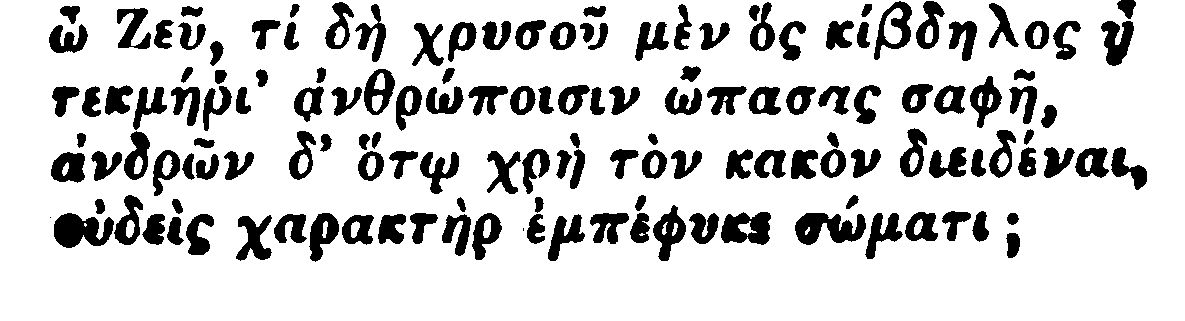 ὦ Ζεῦ, τί δὴ χρυσοῦ μὲν ὃς κίβδηλος ᾖ
τεκμήρι’ ἀνθρώποισιν ὤπασας σαφῆ,
ἀνδρῶν δ’ ὅτῳ χρὴ τὸν κακὸν διειδέναι,
οὐδεὶς χαρακτὴρ ἐμπέφυκε σώματι ;